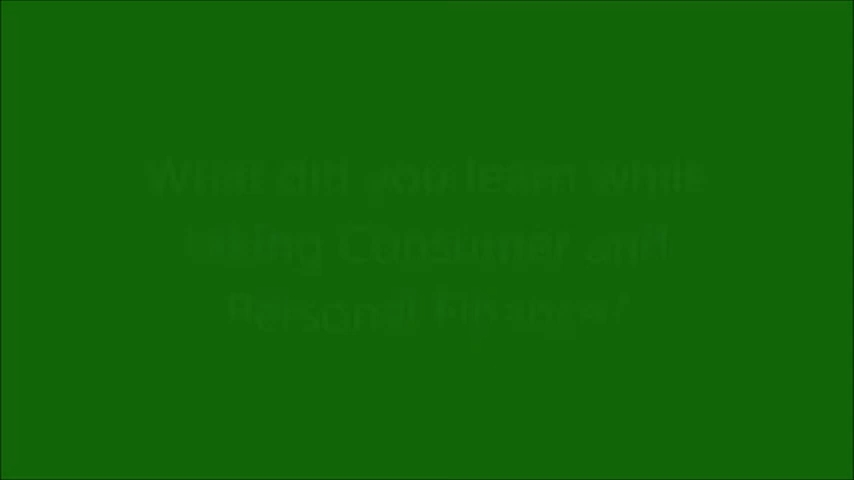 What did you learn while
taking Consumer and
Personal Finance?